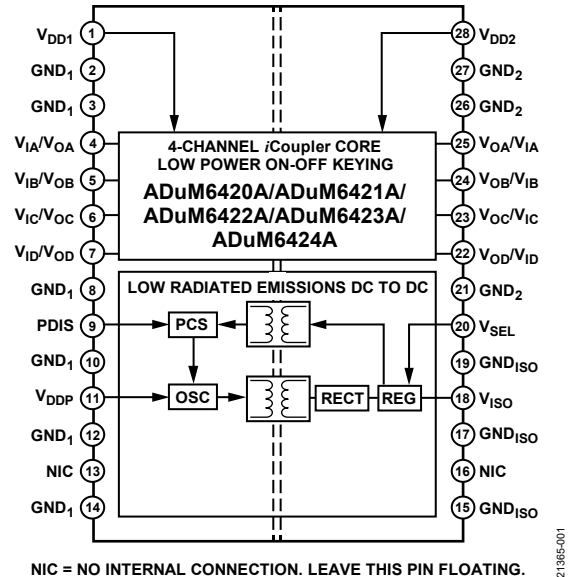 VDD1 1
28 VDD2
GND1 2
27 GND2
GND1 3
26 GND2
VIA/VOA 4
25 VOA/VIA
VIB/VOB 5
24 VOB/VIB
VIC/VOC 6
23 VOC/VIC
VID/VOD 7
22 VOD/VID
4-CHANNEL iCoupler CORE
LOW POWER ON-OFF KEYING
ADuM6420A/ADuM6421A/
ADuM6422A/ADuM6423A/
ADuM6424A
GND1 8
21 GND2
LOW RADIATED EMISSIONS DC TO DC
PDIS 9
PCS
20 VSEL
GND1 10
19 GNDISO
VDDP 11
OSC
RECT
REG
18 VISO
GND1 12
17 GNDISO
NIC 13
16 NIC
GND1 14
15 GNDISO
NIC = NO INTERNAL CONNECTION. LEAVE THIS PIN FLOATING.
21365-001